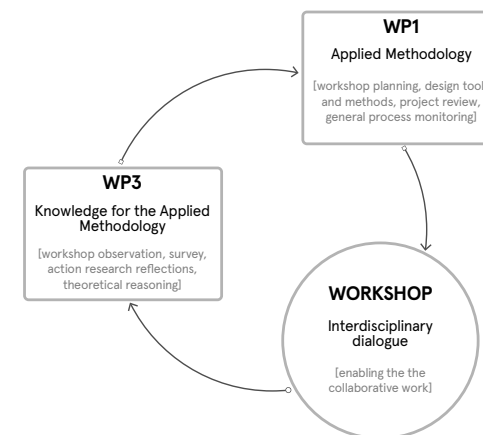 WP1
Applied Methodology
[workshop planning, design tool
and methods, project review,
general process monitoring]
WP3
Knowledge for the Applied
Methodology
[workshop observation, survey,
action research reflections,
theoretical reasoning]
WORKSHOP
Interdisciplinary
dialogue
[enabling the the
collaborative work]